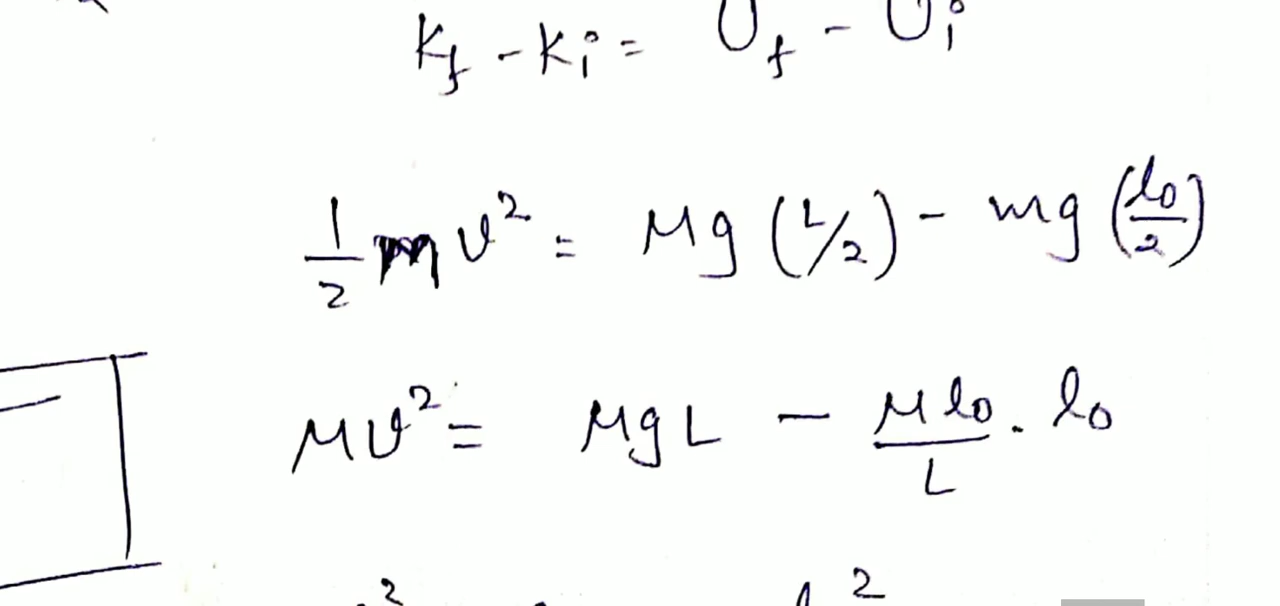 Kf - Ki = Uf - Ui
1/2 mv² = Mg (L/2) - mg (l0/2)
Mv² = MgL - Ml0/L . l0